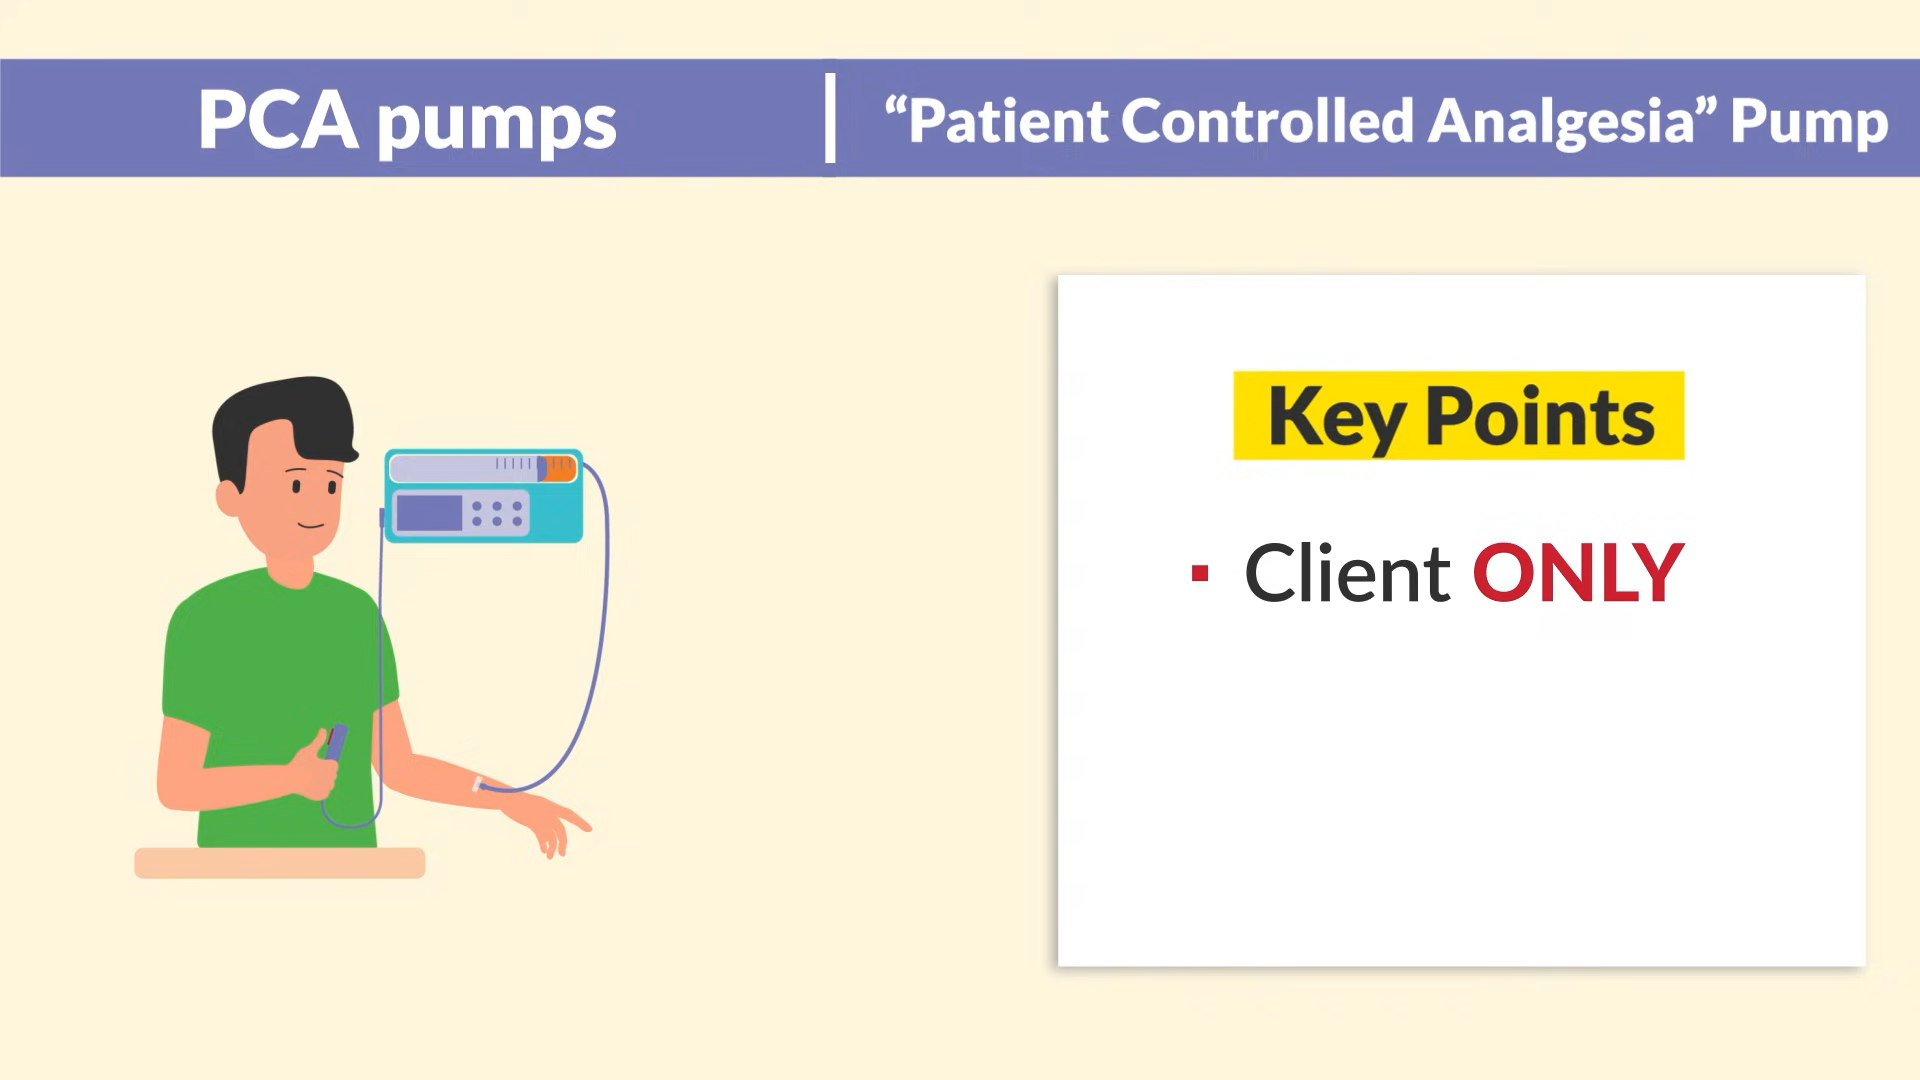 PCA pumps
“Patient Controlled Analgesia” Pump
Key Points
▪ Client ONLY